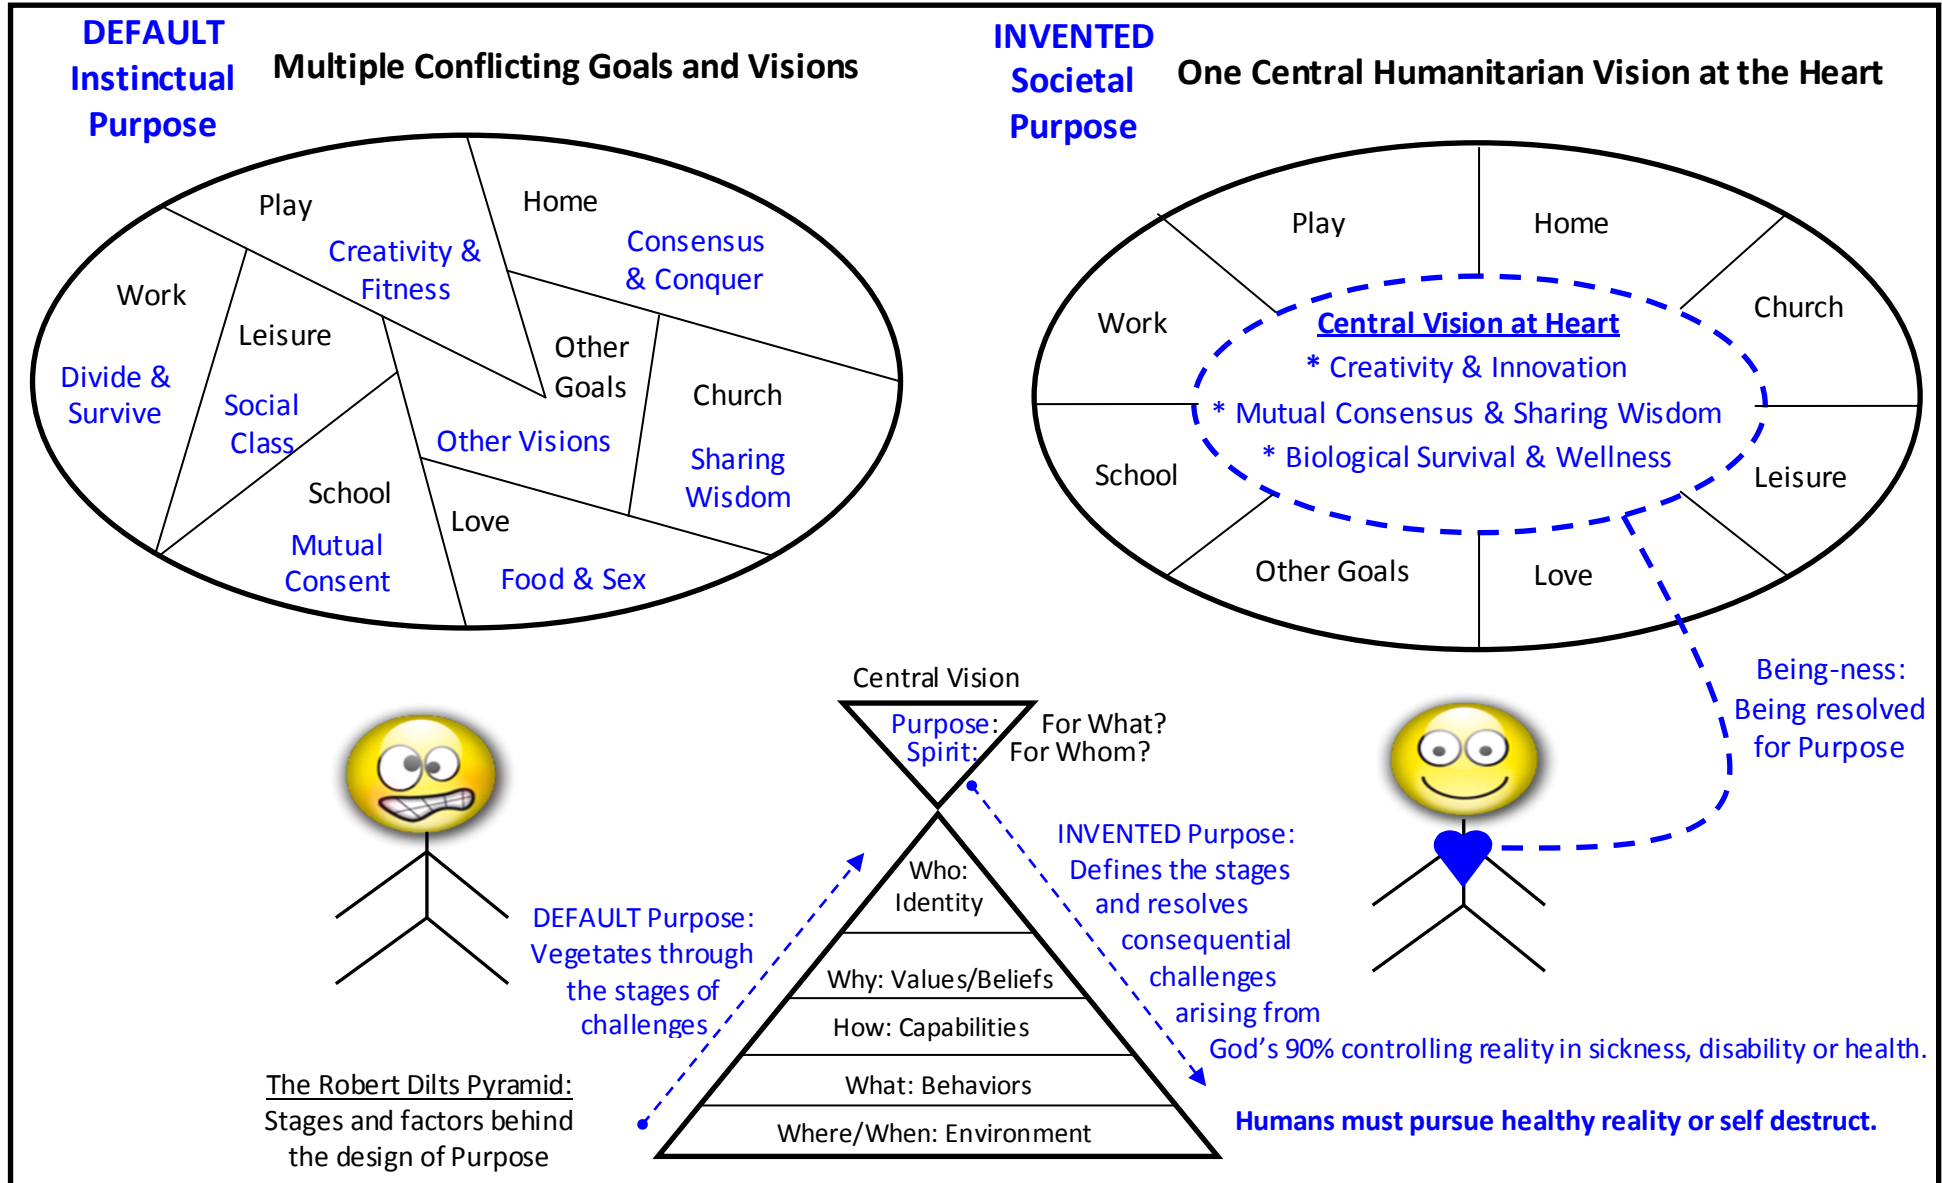 DEFAULT
Instinctual
Purpose
Multiple Conflicting Goals and Visions
Play
Creativity &
Fitness
Home
Consensus
& Conquer
Work
Divide &
Survive
Leisure
Social
Class
Other
Goals
Other Visions
Church
Sharing
Wisdom
School
Mutual
Consent
Love
Food & Sex
INVENTED
Societal
Purpose
One Central Humanitarian Vision at the Heart
Play
Home
Work
Church
Central Vision at Heart
* Creativity & Innovation
* Mutual Consensus & Sharing Wisdom
* Biological Survival & Wellness
School
Leisure
Other Goals
Love
Being-ness:
Being resolved
for Purpose
Central Vision
Purpose: For What?
Spirit: For Whom?
Who:
Identity
Why: Values/Beliefs
How: Capabilities
What: Behaviors
Where/When: Environment
DEFAULT Purpose:
Vegetates through
the stages of
challenges
The Robert Dilts Pyramid:
Stages and factors behind
the design of Purpose
INVENTED Purpose:
Defines the stages
and resolves
consequential
challenges
arising from
God's 90% controlling reality in sickness, disability or health.
Humans must pursue healthy reality or self destruct.